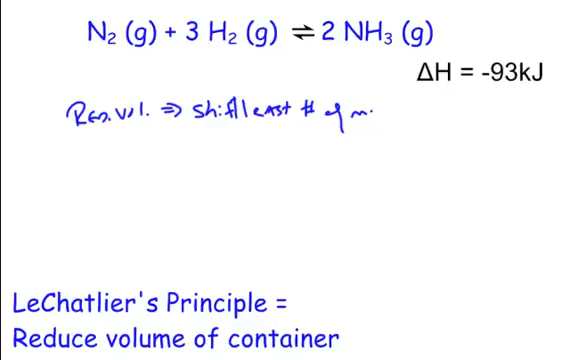 N₂ (g) + 3 H₂ (g) ⇌ 2 NH₃ (g)
ΔH = -93kJ
Red. vol. ⇒ shift least # of m
LeChatlier's Principle =
Reduce volume of container